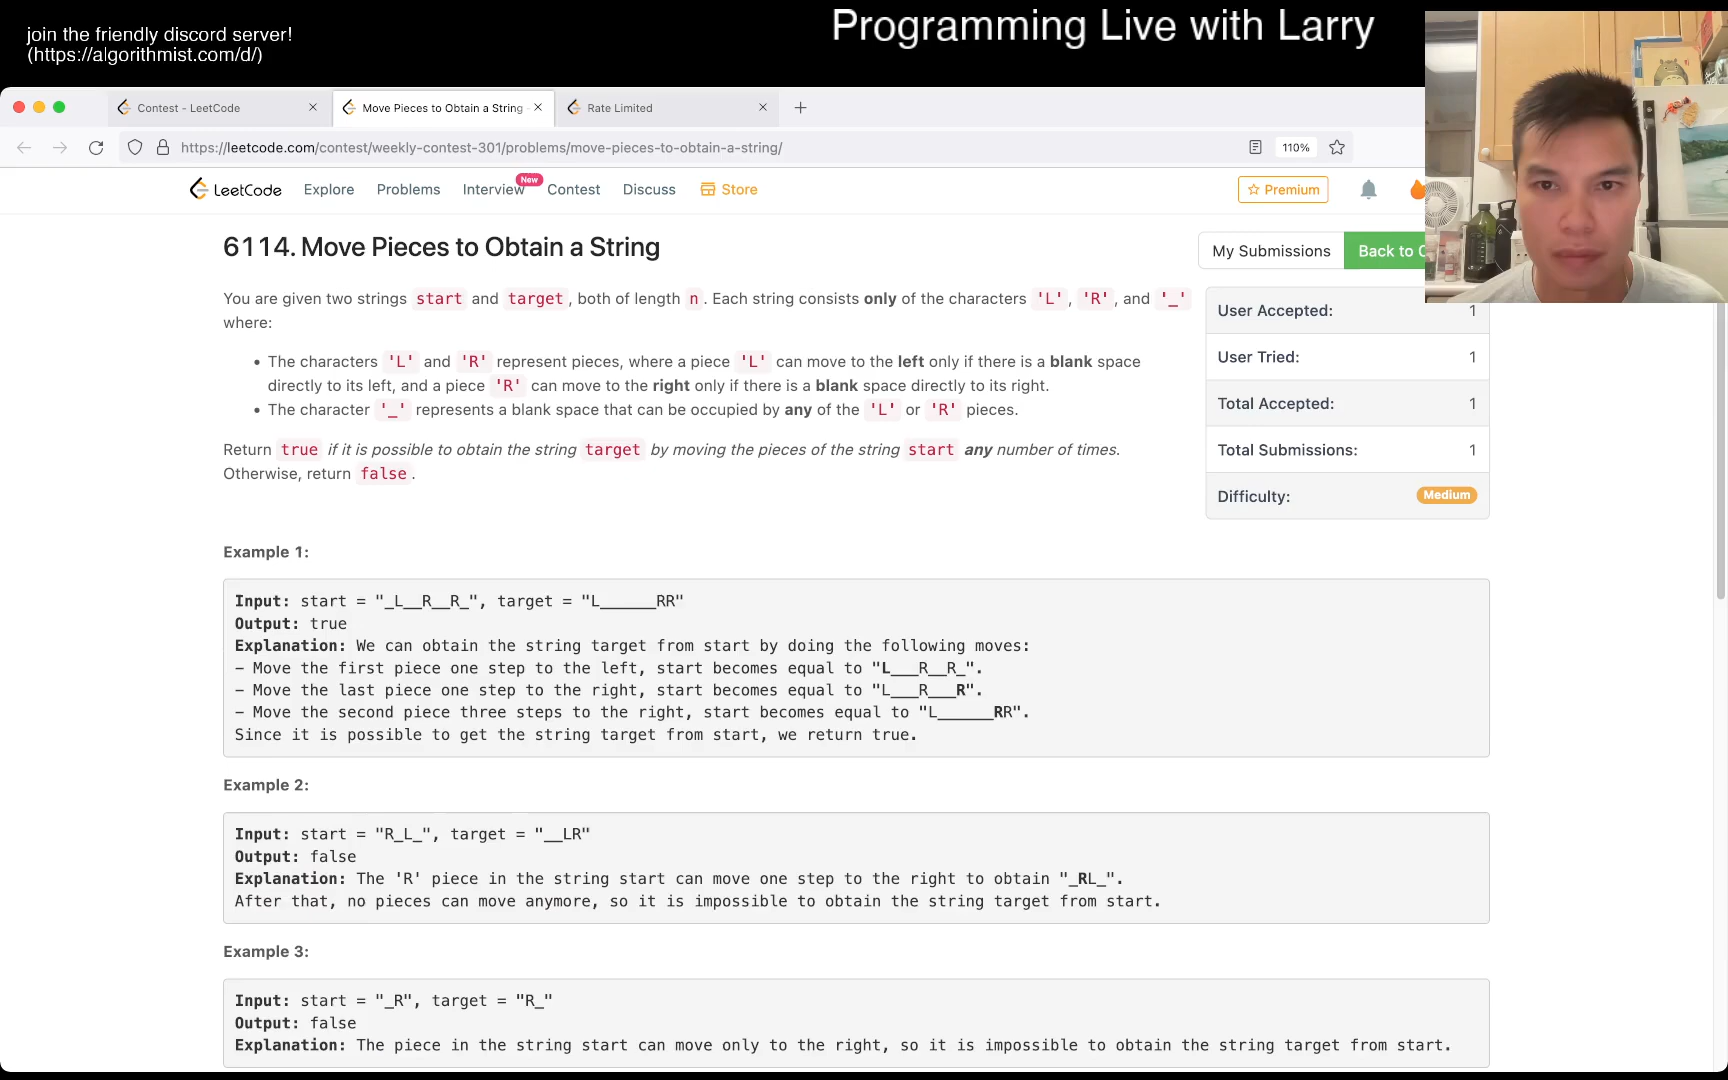 join the friendly discord server!
(https://algorithmist.com/d/)
Programming Live with Larry
Contest - LeetCode
Move Pieces to Obtain a String -
Rate Limited
https://leetcode.com/contest/weekly-contest-301/problems/move-pieces-to-obtain-a-string/
110%
LeetCode
Explore
Problems
Interview
New
Contest
Discuss
Store
Premium
6114. Move Pieces to Obtain a String
My Submissions
Back to C
You are given two strings start and target, both of length n. Each string consists only of the characters 'L', 'R', and '_'
where:
• The characters 'L' and 'R' represent pieces, where a piece 'L' can move to the left only if there is a blank space
directly to its left, and a piece 'R' can move to the right only if there is a blank space directly to its right.
• The character '_' represents a blank space that can be occupied by any of the 'L' or 'R' pieces.
Return true if it is possible to obtain the string target by moving the pieces of the string start any number of times.
Otherwise, return false.
User Accepted: 1
User Tried: 1
Total Accepted: 1
Total Submissions: 1
Difficulty: Medium
Example 1:
Input: start = "_L__R__R_", target = "L______RR"
Output: true
Explanation: We can obtain the string target from start by doing the following moves:
- Move the first piece one step to the left, start becomes equal to "L___R__R_".
- Move the last piece one step to the right, start becomes equal to "L___R___R".
- Move the second piece three steps to the right, start becomes equal to "L______RR".
Since it is possible to get the string target from start, we return true.
Example 2:
Input: start = "R_L_", target = "__LR"
Output: false
Explanation: The 'R' piece in the string start can move one step to the right to obtain "_RL_".
After that, no pieces can move anymore, so it is impossible to obtain the string target from start.
Example 3:
Input: start = "_R", target = "R_"
Output: false
Explanation: The piece in the string start can move only to the right, so it is impossible to obtain the string target from start.